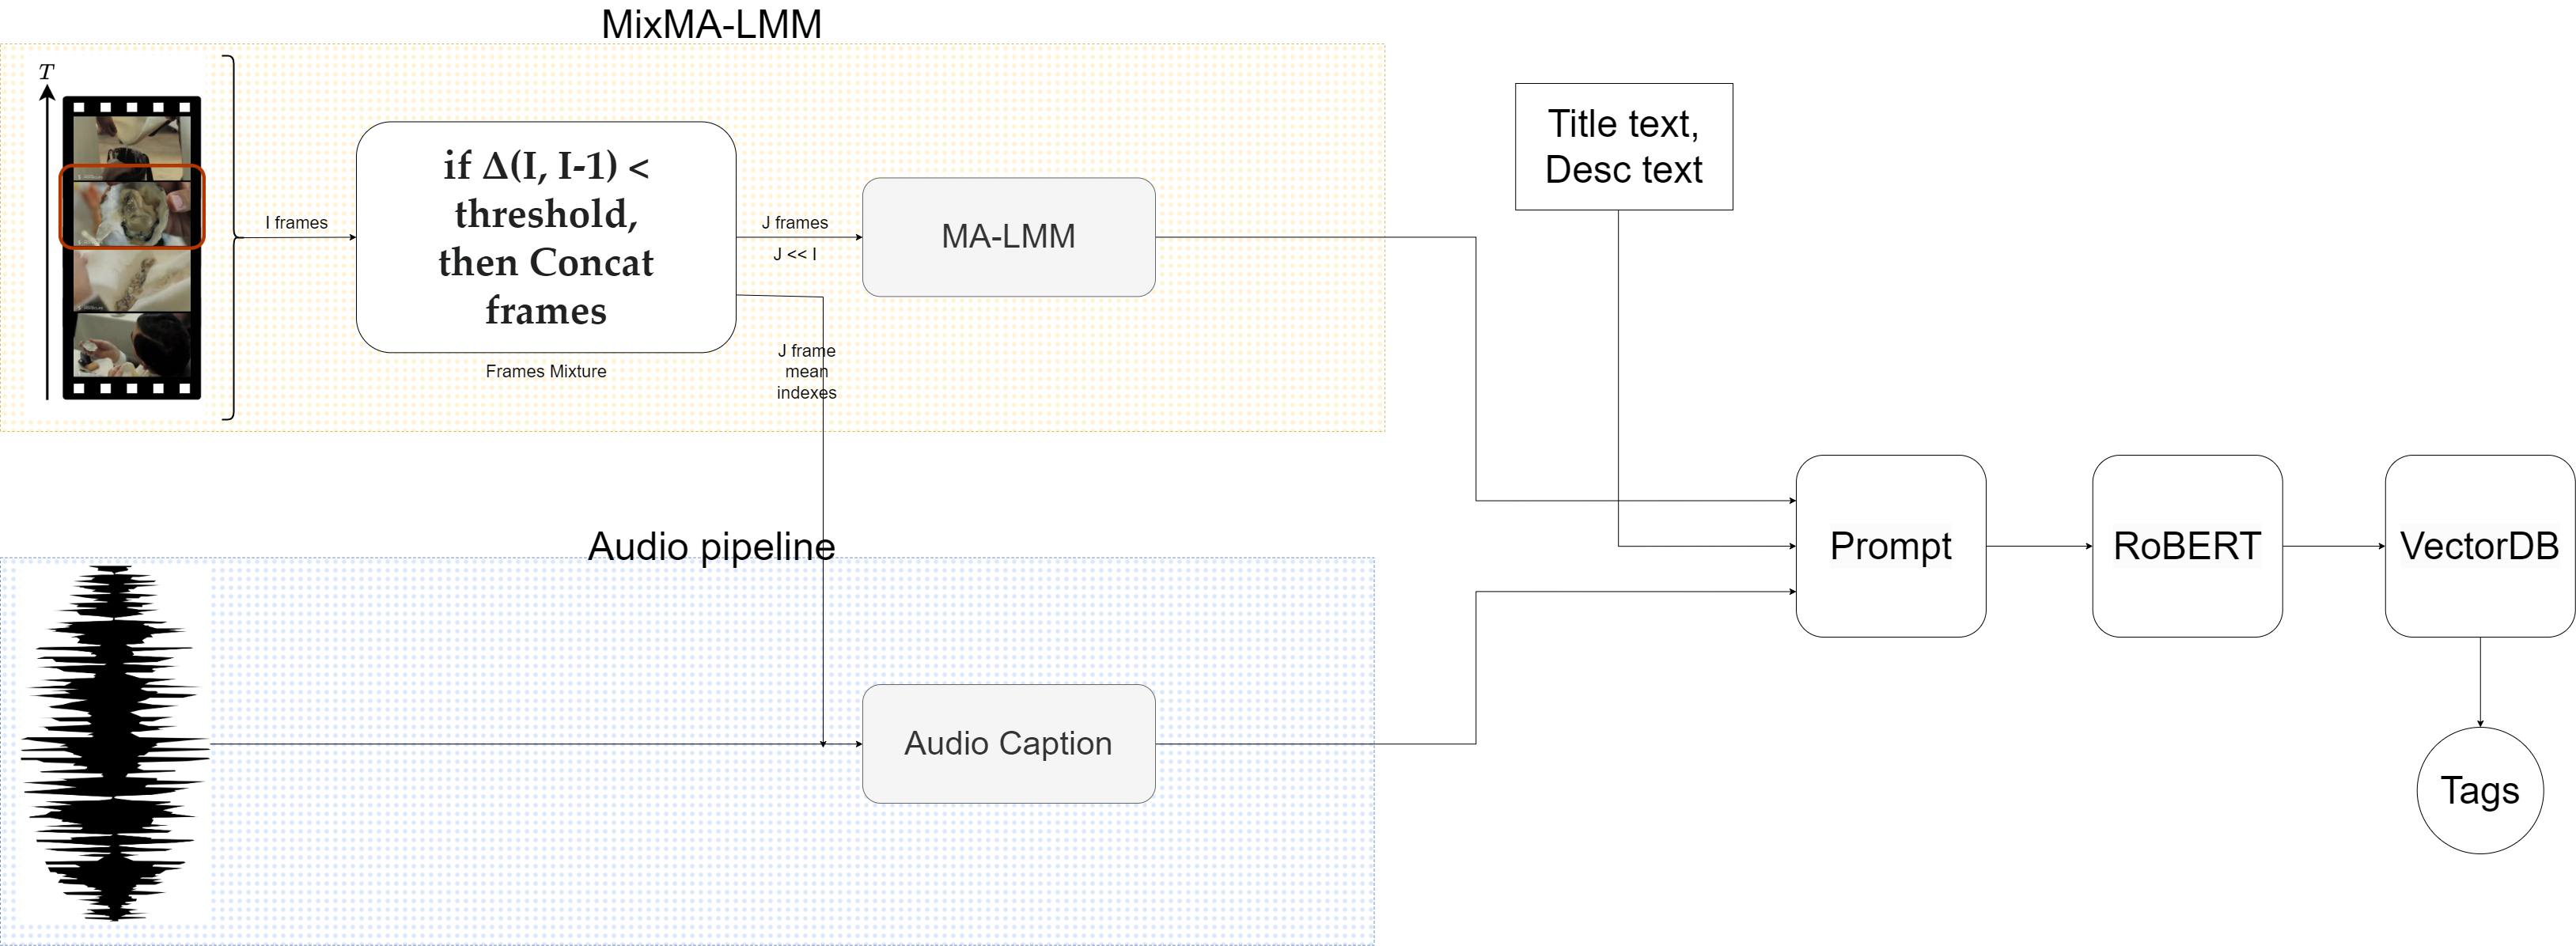 MixMA-LMM
T
I frames
if Δ(I, I-1) <
threshold,
then Concat
frames
Frames Mixture
J frames
J << I
MA-LMM
J frame
mean
indexes
Title text,
Desc text
Audio pipeline
Audio Caption
Prompt
RoBERT
VectorDB
Tags